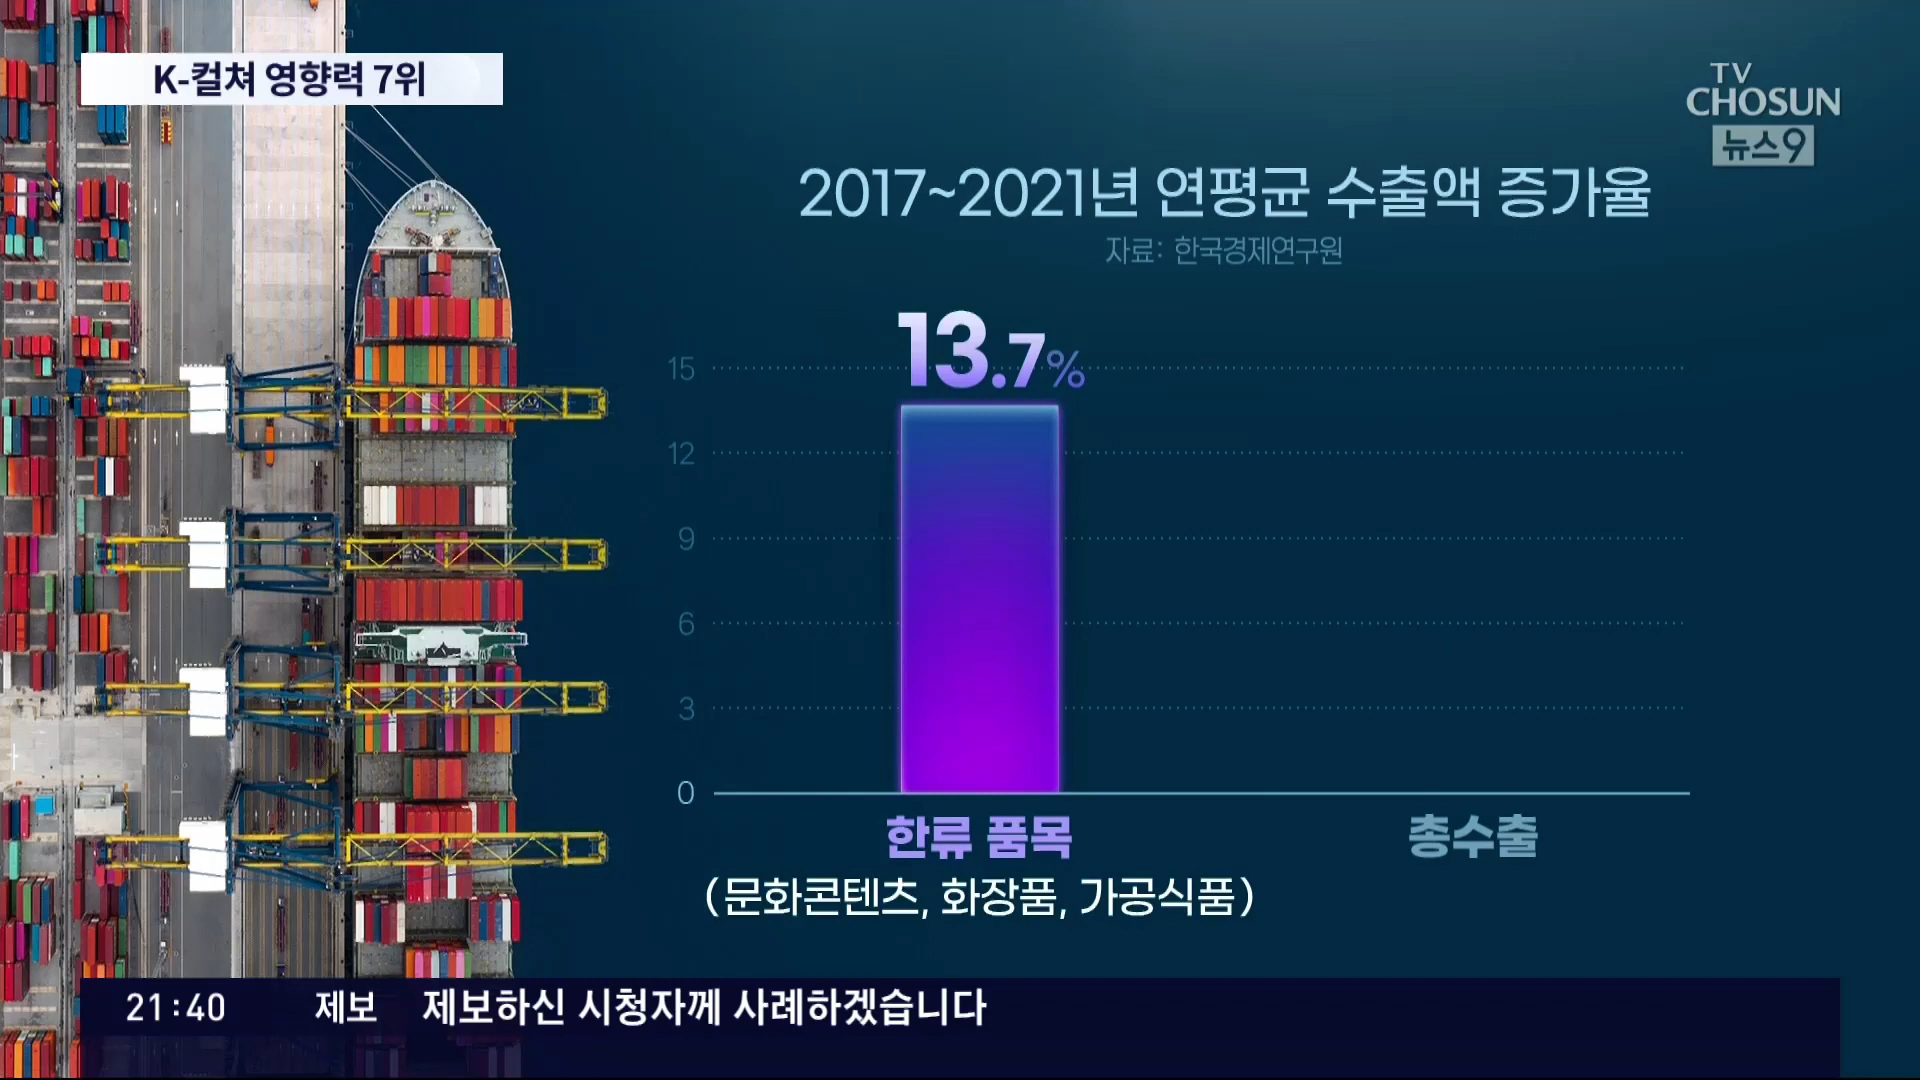 K-컬쳐 영향력 7위
TV
CHOSUN
뉴스9
2017~2021년 연평균 수출액 증가율
자료: 한국경제연구원
13.7%
15
12
9
6
3
0
한류 품목
총수출
(문화콘텐츠, 화장품, 가공식품)
21:40 제보 제보하신 시청자께 사례하겠습니다